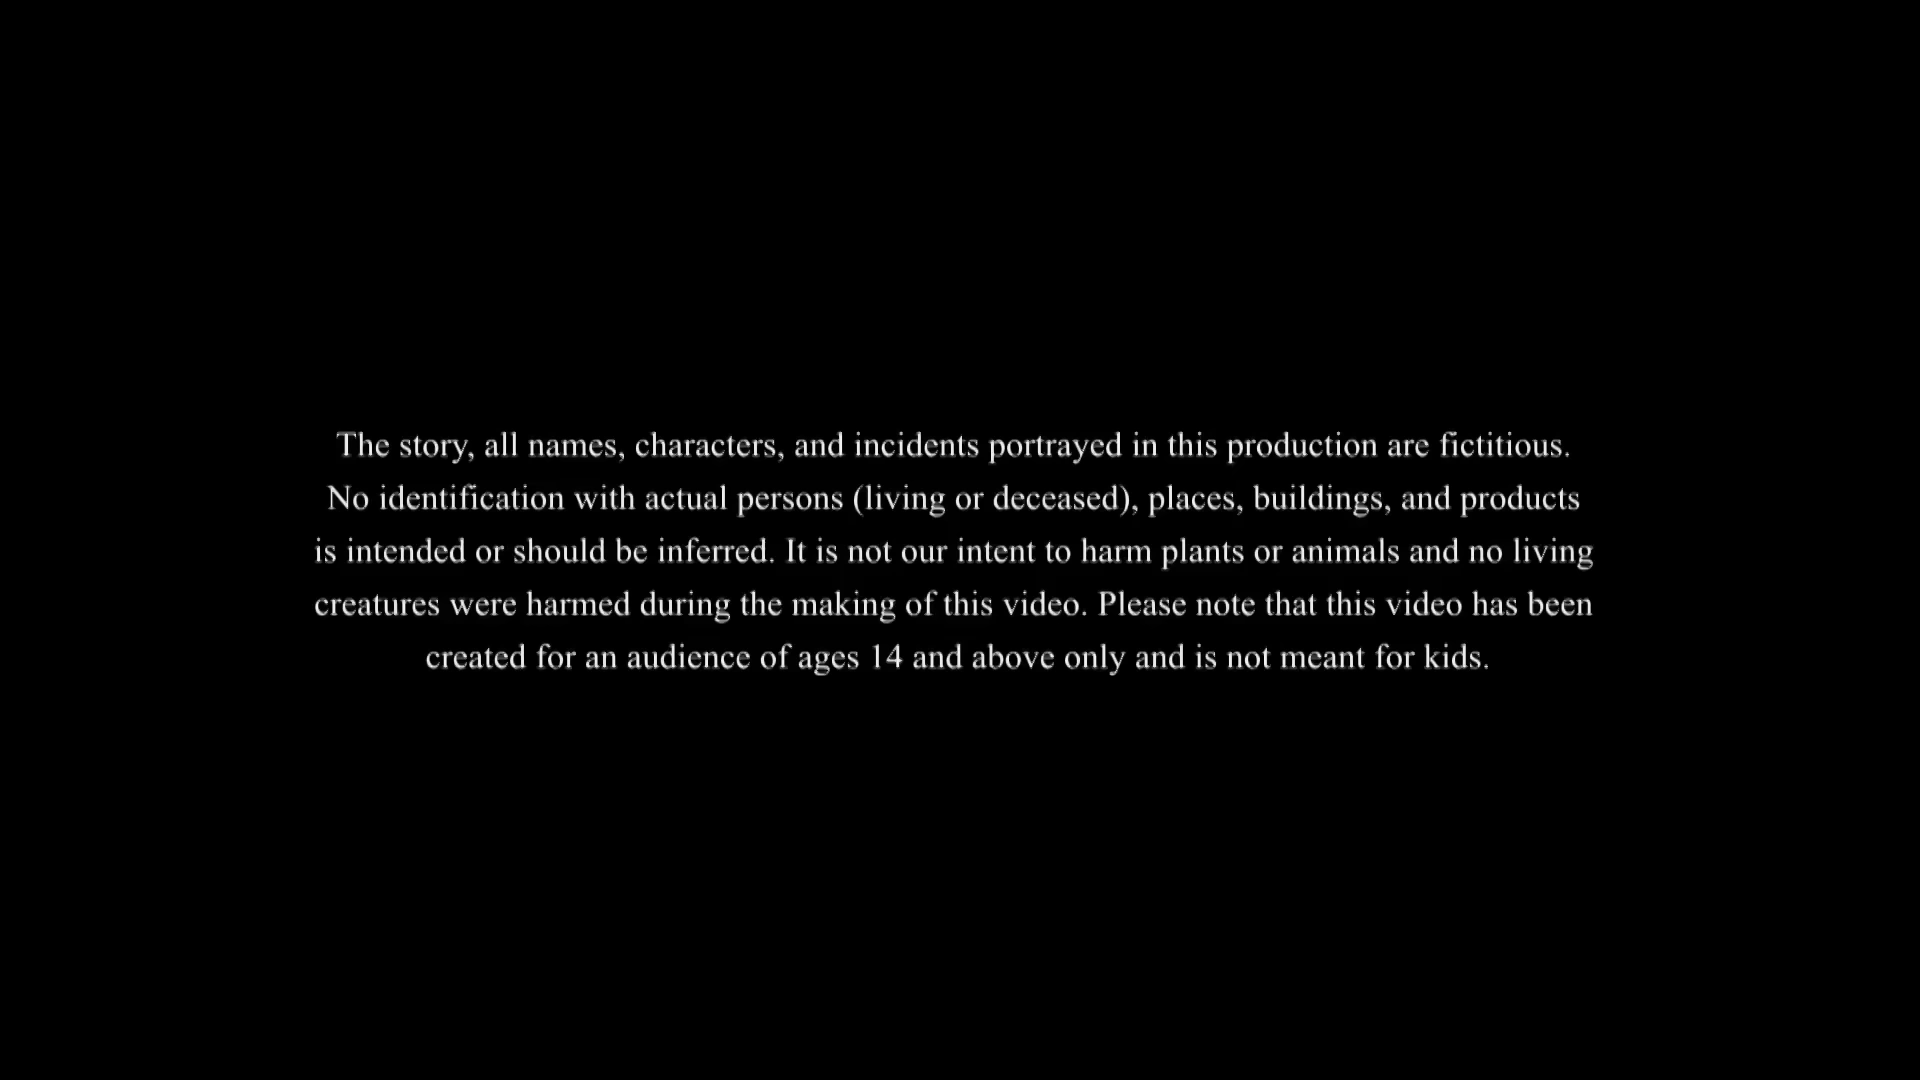 The story, all names, characters, and incidents portrayed in this production are fictitious.
No identification with actual persons (living or deceased), places, buildings, and products
is intended or should be inferred. It is not our intent to harm plants or animals and no living
creatures were harmed during the making of this video. Please note that this video has been
created for an audience of ages 14 and above only and is not meant for kids.